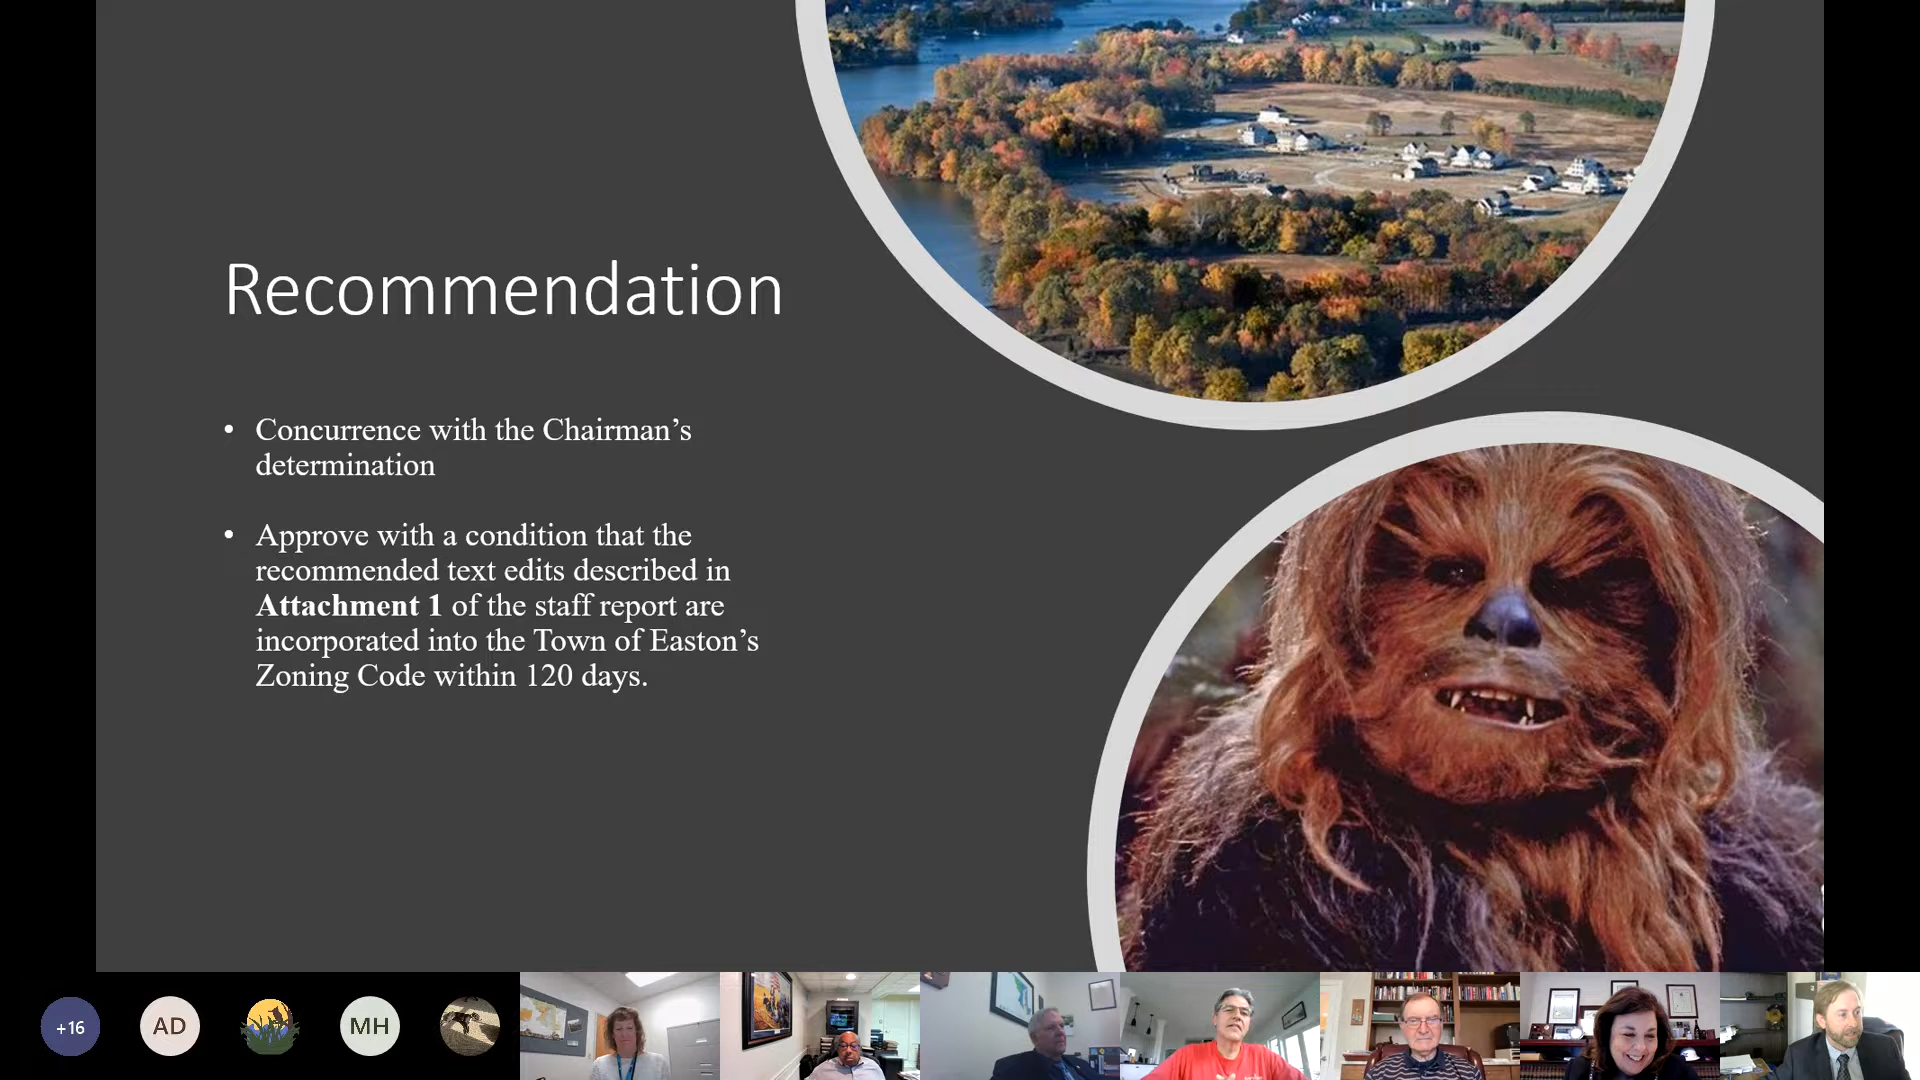 Recommendation
• Concurrence with the Chairman’s
determination
• Approve with a condition that the
recommended text edits described in
Attachment 1 of the staff report are
incorporated into the Town of Easton’s
Zoning Code within 120 days.
+16
AD
MH